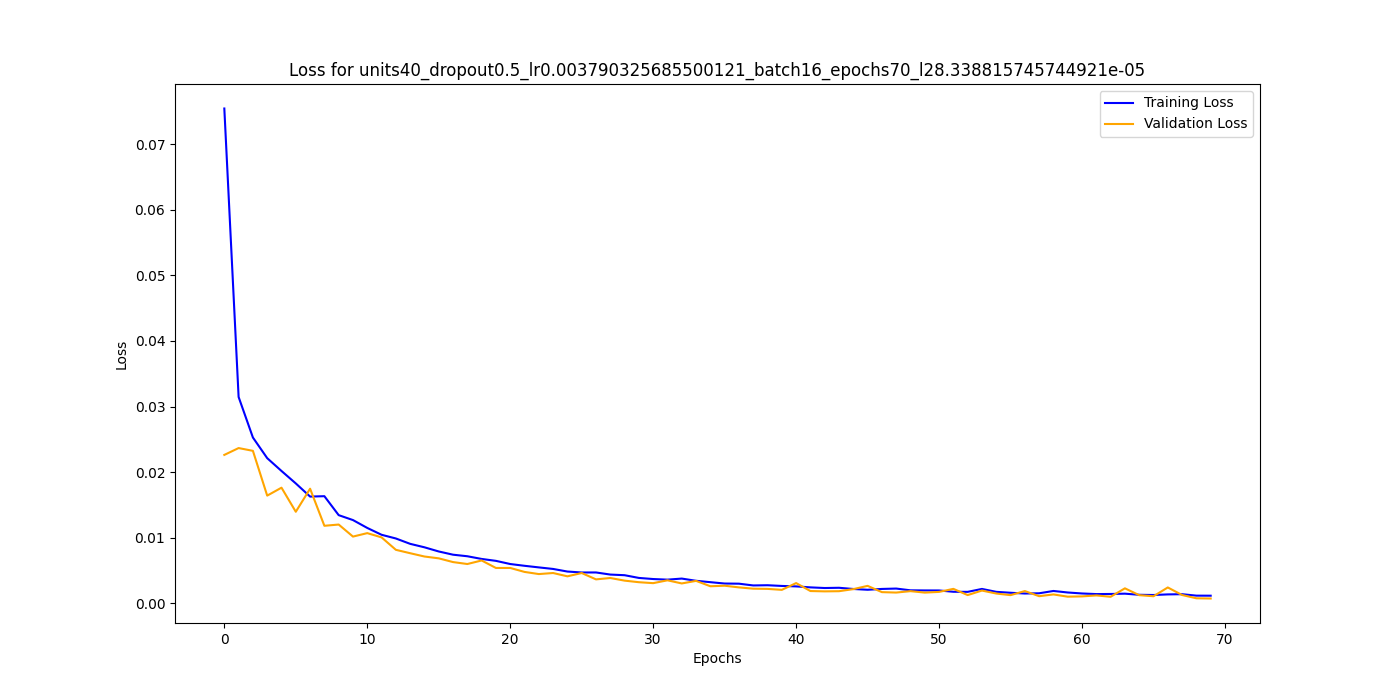 Loss for units40_dropout0.5_lr0.003790325685500121_batch16_epochs70_l28.338815745744921e-05
Training Loss
Validation Loss
0.07
0.06
0.05
0.04
0.03
0.02
0.01
0.00
Loss
0 10 20 30 40 50 60 70
Epochs